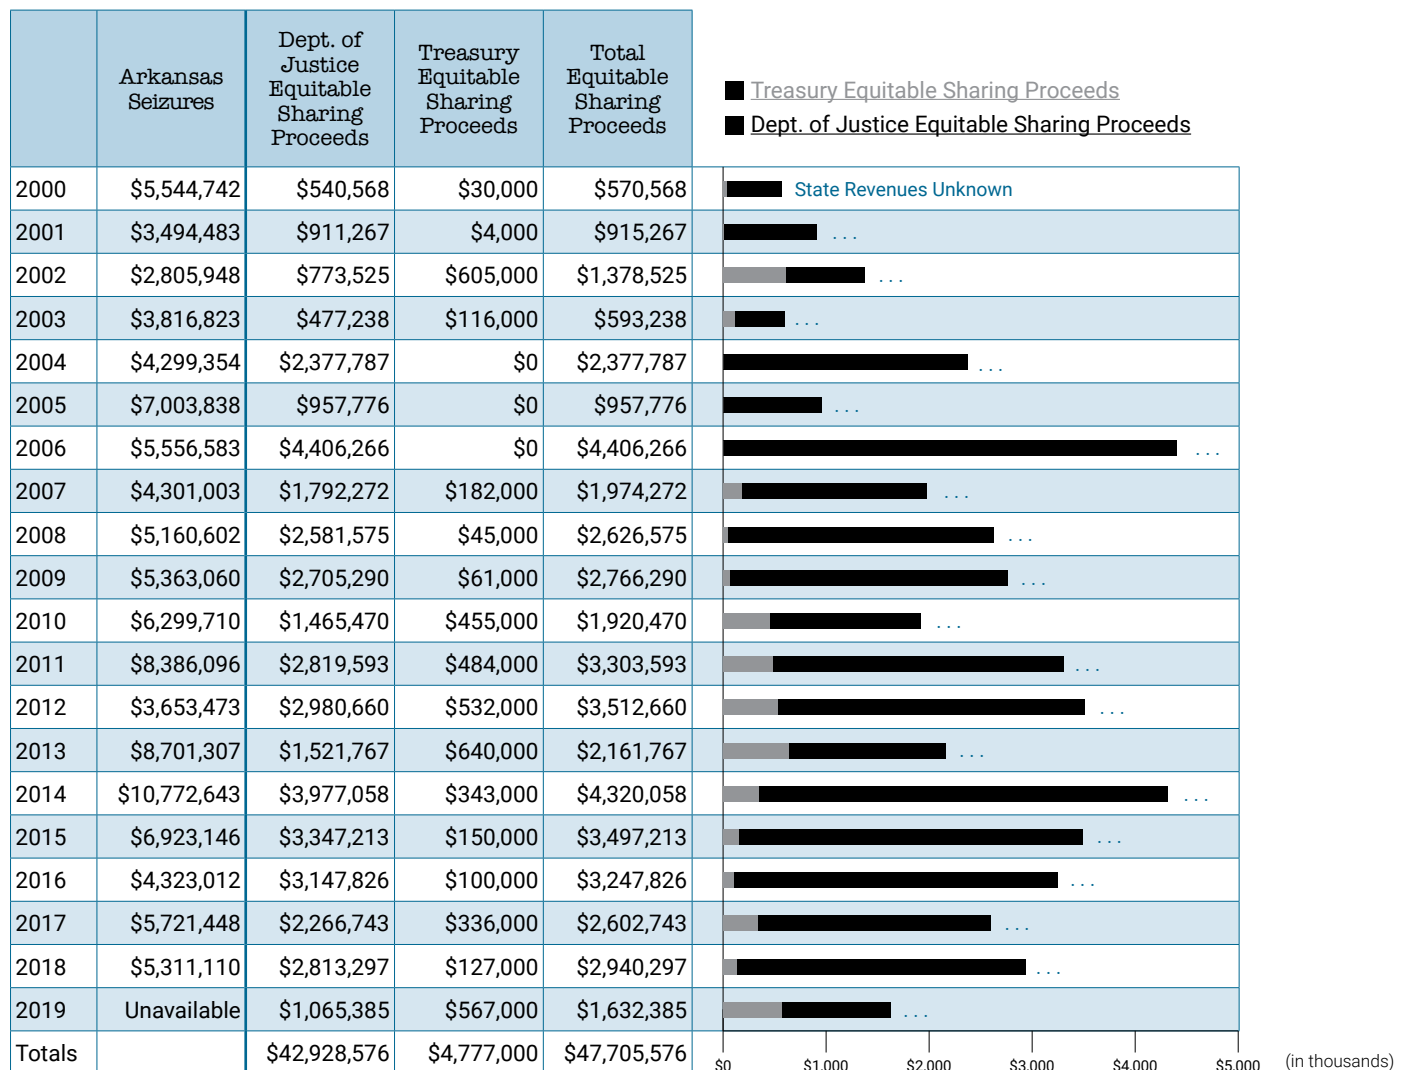 Arkansas
Seizures
Dept. of
Justice
Equitable
Sharing
Proceeds
Treasury
Equitable
Sharing
Proceeds
Total
Equitable
Sharing
Proceeds
Treasury Equitable Sharing Proceeds
Dept. of Justice Equitable Sharing Proceeds
2000 $5,544,742 $540,568 $30,000 $570,568 State Revenues Unknown
2001 $3,494,483 $911,267 $4,000 $915,267 ...
2002 $2,805,948 $773,525 $605,000 $1,378,525 ...
2003 $3,816,823 $477,238 $116,000 $593,238 ...
2004 $4,299,354 $2,377,787 $0 $2,377,787 ...
2005 $7,003,838 $957,776 $0 $957,776 ...
2006 $5,556,583 $4,406,266 $0 $4,406,266 ...
2007 $4,301,003 $1,792,272 $182,000 $1,974,272 ...
2008 $5,160,602 $2,581,575 $45,000 $2,626,575 ...
2009 $5,363,060 $2,705,290 $61,000 $2,766,290 ...
2010 $6,299,710 $1,465,470 $455,000 $1,920,470 ...
2011 $8,386,096 $2,819,593 $484,000 $3,303,593 ...
2012 $3,653,473 $2,980,660 $532,000 $3,512,660 ...
2013 $8,701,307 $1,521,767 $640,000 $2,161,767 ...
2014 $10,772,643 $3,977,058 $343,000 $4,320,058 ...
2015 $6,923,146 $3,347,213 $150,000 $3,497,213 ...
2016 $4,323,012 $3,147,826 $100,000 $3,247,826 ...
2017 $5,721,448 $2,266,743 $336,000 $2,602,743 ...
2018 $5,311,110 $2,813,297 $127,000 $2,940,297 ...
2019 Unavailable $1,065,385 $567,000 $1,632,385 ...
Totals $42,928,576 $4,777,000 $47,705,576
$0 $1,000 $2,000 $3,000 $4,000 $5,000 (in thousands)